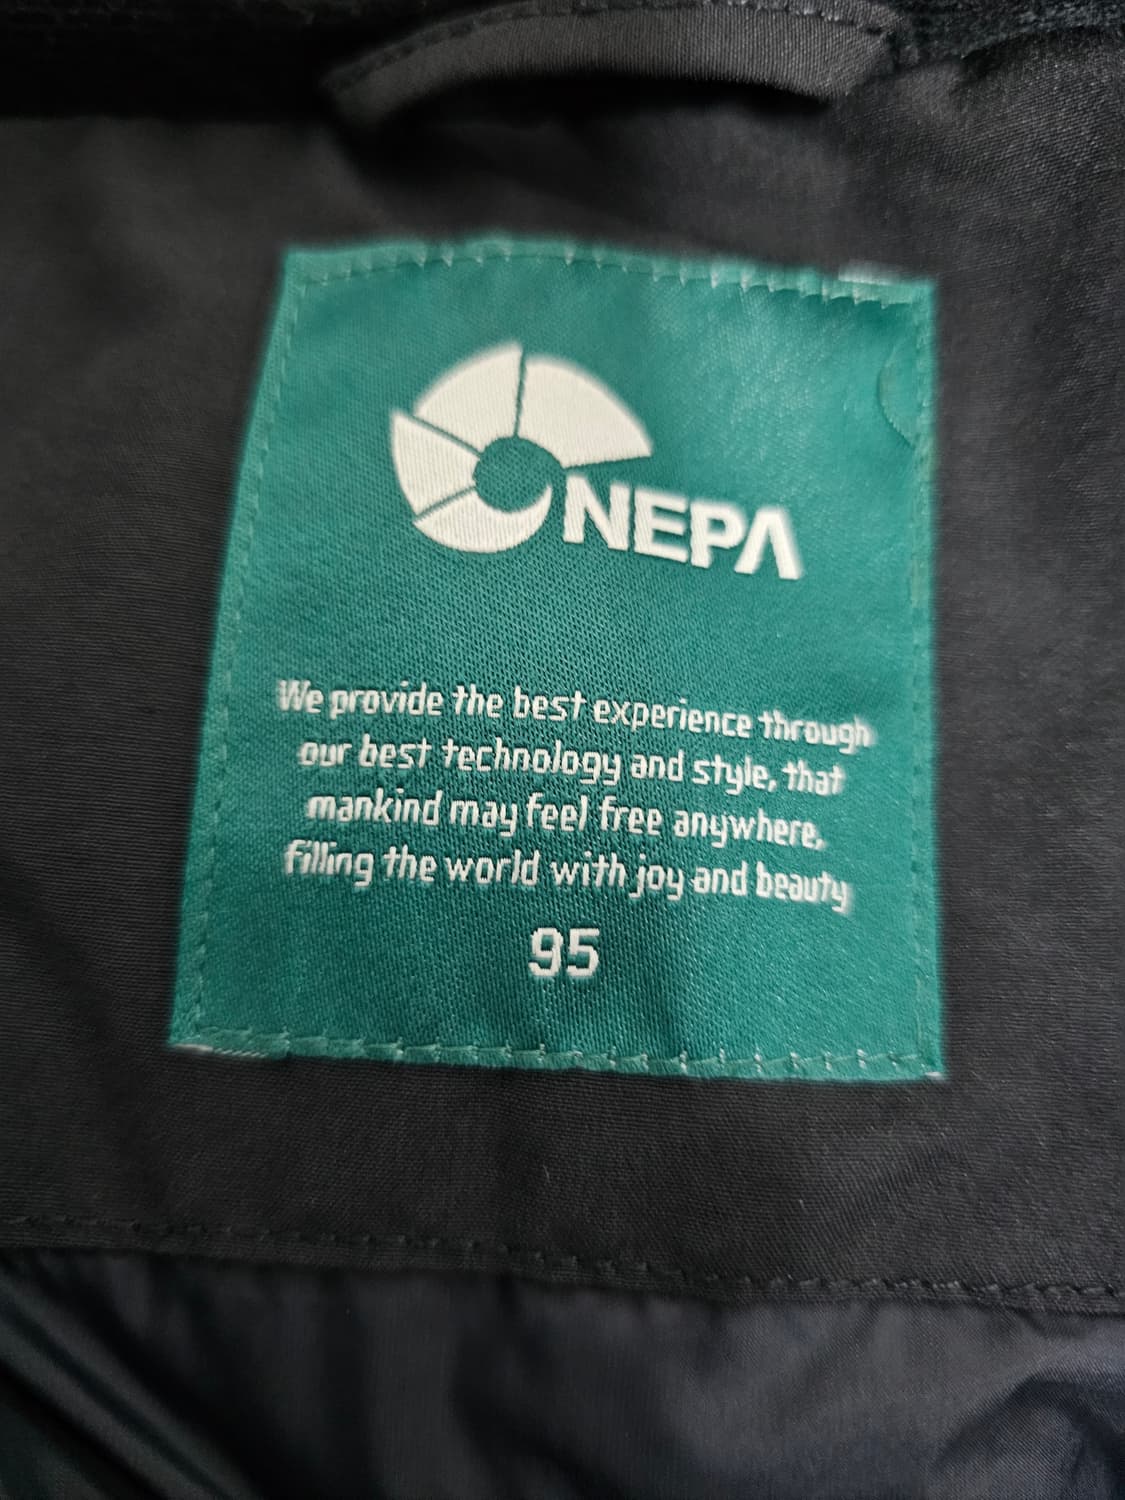 NEPA
We provide the best experience through
our best technology and style, that
mankind may feel free anywhere,
filling the world with joy and beauty
95